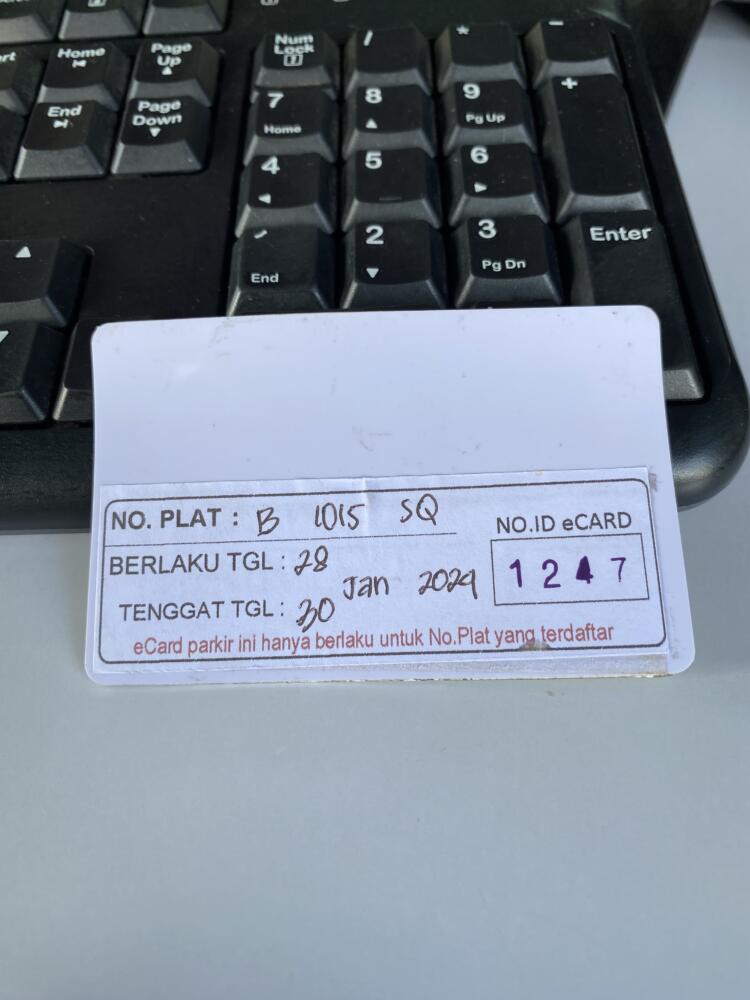 Num Lock / * -
Home Page Up 7 Home 8 9 Pg Up +
End Page Down 4 5 6
End 2 3 Pg Dn Enter
NO. PLAT : B 1015 SQ
NO.ID eCARD
BERLAKU TGL : 28
1247
Jan 2024
TENGGAT TGL : 30
eCard parkir ini hanya berlaku untuk No.Plat yang terdaftar